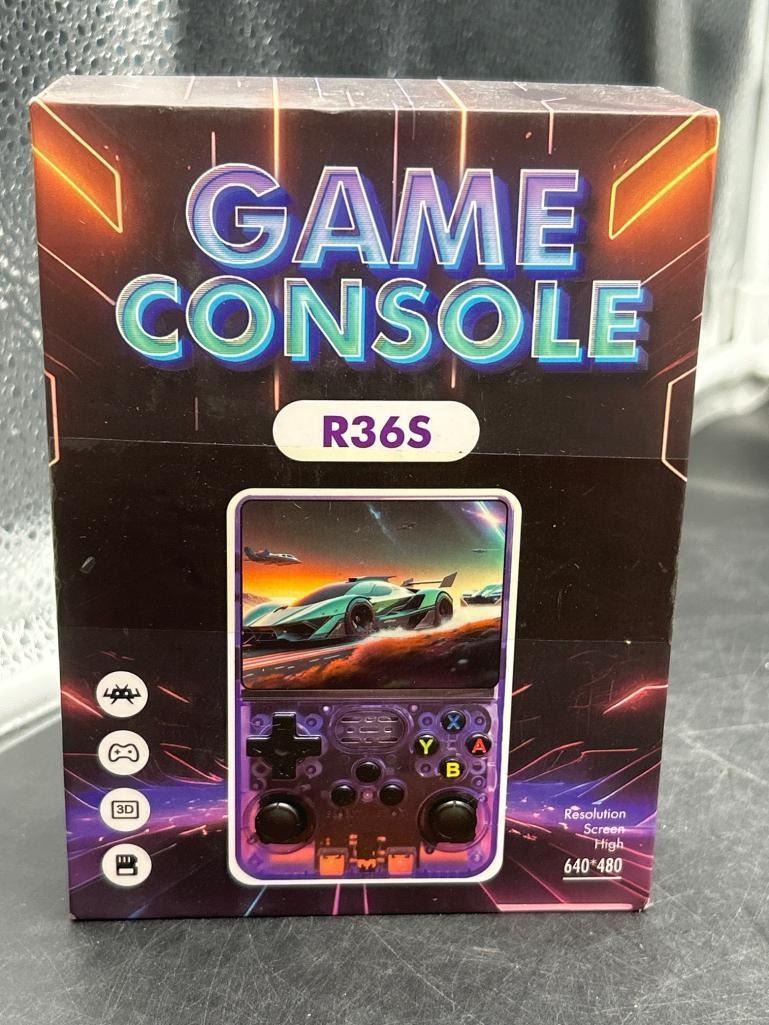 GAME
CONSOLE
R36S
X
Y A
B
3D
Resolution
Screen
High
640*480